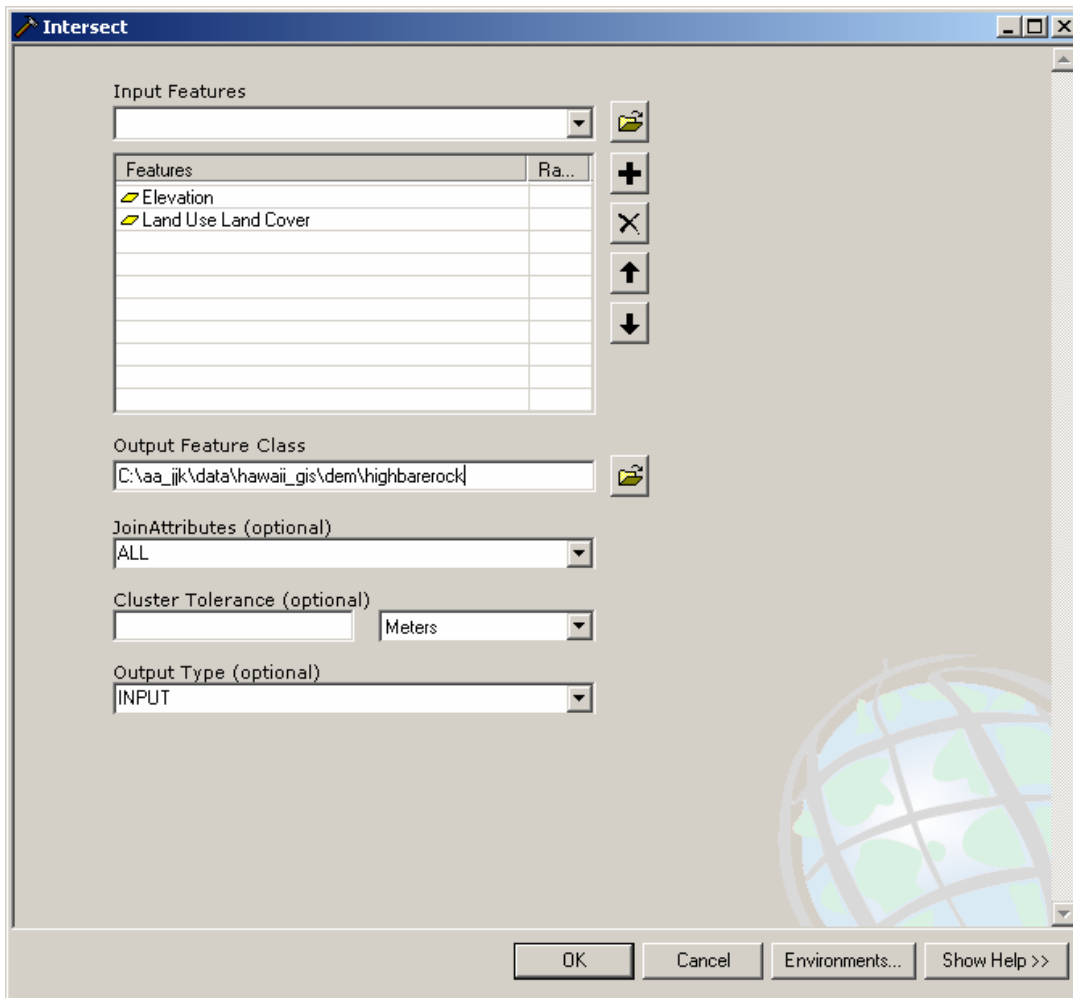 Intersect
Input Features
Features Ra...
Elevation
Land Use Land Cover
Output Feature Class
C:\aa_jjk\data\hawaii_gis\dem\highbarerock
JoinAttributes (optional)
ALL
Cluster Tolerance (optional)
Meters
Output Type (optional)
INPUT
OK Cancel Environments... Show Help >>